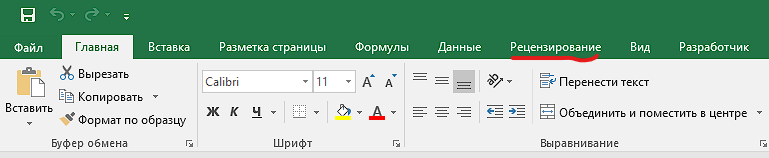 Файл Главная Вставка Разметка страницы Формулы Данные Рецензирование Вид Разработчик
Вставить
Вырезать
Копировать
Формат по образцу
Буфер обмена
Calibri 11 A A
Ж К Ч A
Шрифт
ab
Перенести текст
Объединить и поместить в центре
Выравнивание